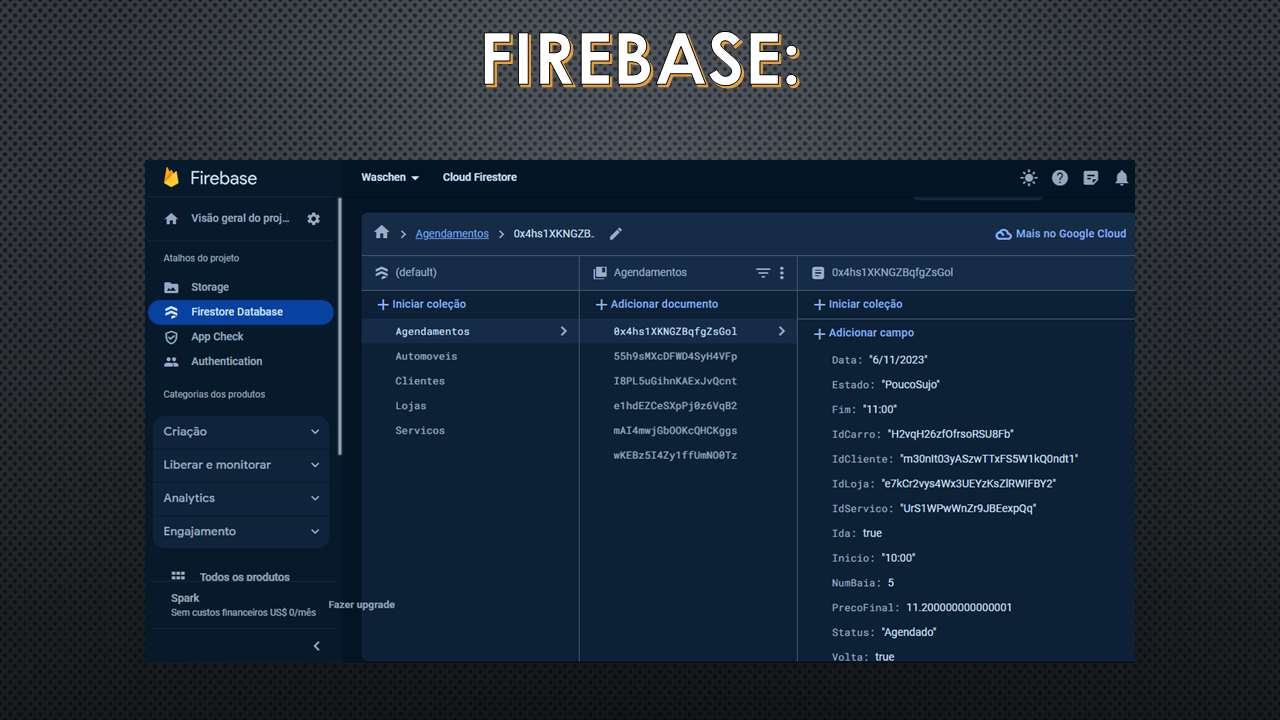 FIREBASE:
Firebase
Waschen
Cloud Firestore
Visão geral do proj...
Agendamentos
0x4hs1XKNGZB..
Mais no Google Cloud
Atalhos do projeto
Storage
Firestore Database
App Check
Authentication
Categorias dos produtos
Criação
Liberar e monitorar
Analytics
Engajamento
Todos os produtos
Spark
Sem custos financeiros US$ 0/mês
Fazer upgrade
(default)
Iniciar coleção
Agendamentos
Automoveis
Clientes
Lojas
Servicos
Agendamentos
Adicionar documento
0x4hs1XKNGZBqfgZsGol
55h9sMXcDFWD4SyH4VFp
I8PL5uGihnKAExJvQcnt
e1hdEZCeSXpPj0z6VqB2
mAI4mwjGbOOKcQHCKggs
wKEBz5I4Zy1ffUmNO0Tz
0x4hs1XKNGZBqfgZsGol
Iniciar coleção
Adicionar campo
Data: "6/11/2023"
Estado: "PoucoSujo"
Fim: "11:00"
IdCarro: "H2vqH26zfOfrsoRSU8Fb"
IdCliente: "m30nIt03yASzwTTxFS5W1kQ0ndt1"
IdLoja: "e7kCr2vys4Wx3UEYzKsZlRWIFBY2"
IdServico: "UrS1WPwWnZr9JBEexpQq"
Ida: true
Inicio: "10:00"
NumBaia: 5
PrecoFinal: 11.200000000000001
Status: "Agendado"
Volta: true